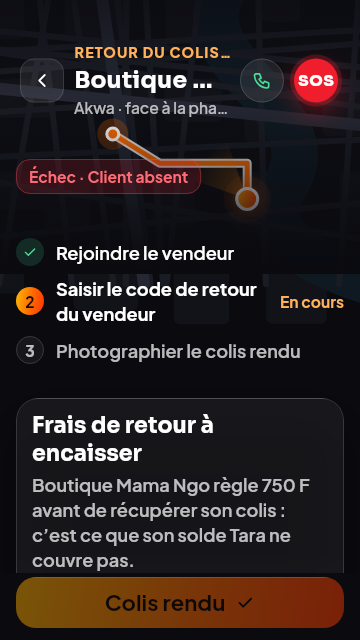 RETOUR DU COLIS…
Boutique …
Akwa · face à la pha…
SOS
Échec · Client absent
Rejoindre le vendeur
2
Saisir le code de retour
du vendeur
En cours
3
Photographier le colis rendu
Frais de retour à
encaisser
Boutique Mama Ngo règle 750 F
avant de récupérer son colis :
c’est ce que son solde Tara ne
couvre pas.
Colis rendu